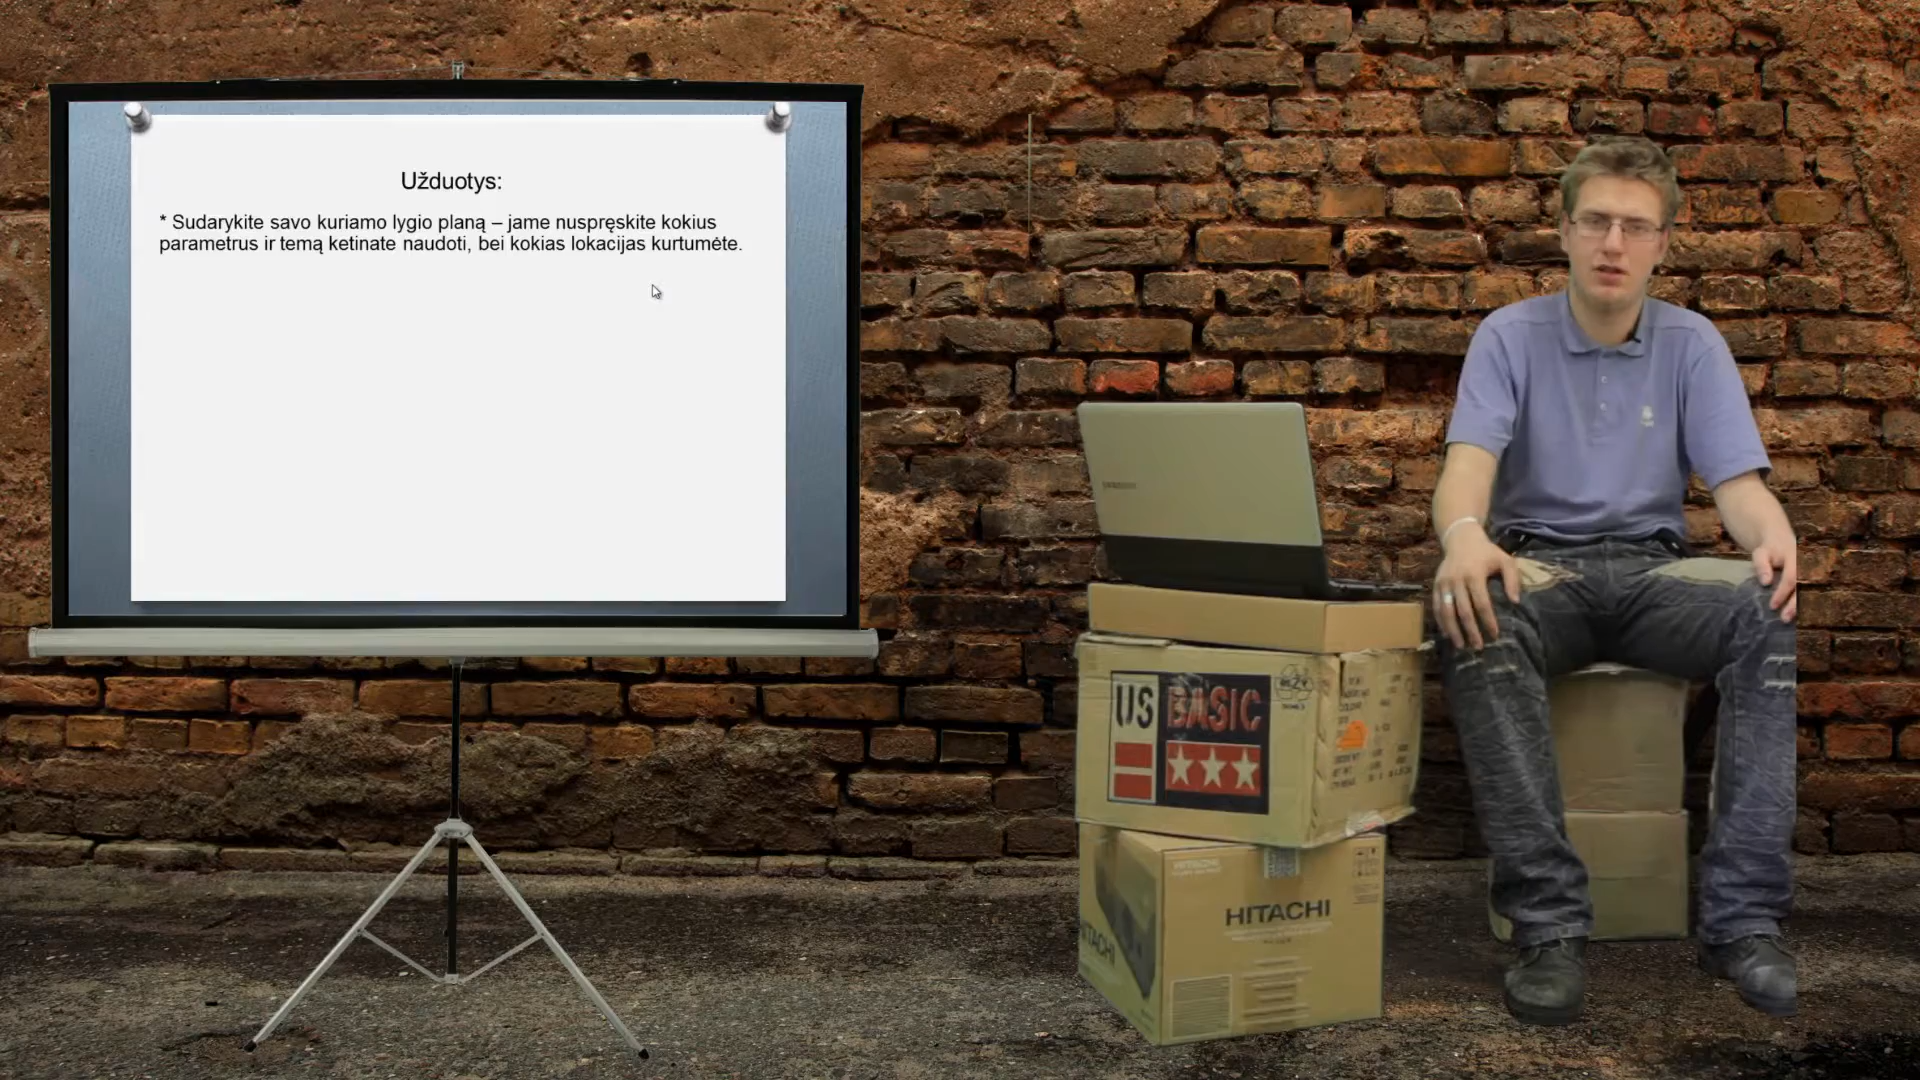 Užduotys:
* Sudarykite savo kuriamo lygio planą – jame nuspręskite kokius
parametrus ir temą ketinate naudoti, bei kokias lokacijas kurtumėte.
US BASIC
HITACHI
HITACHI